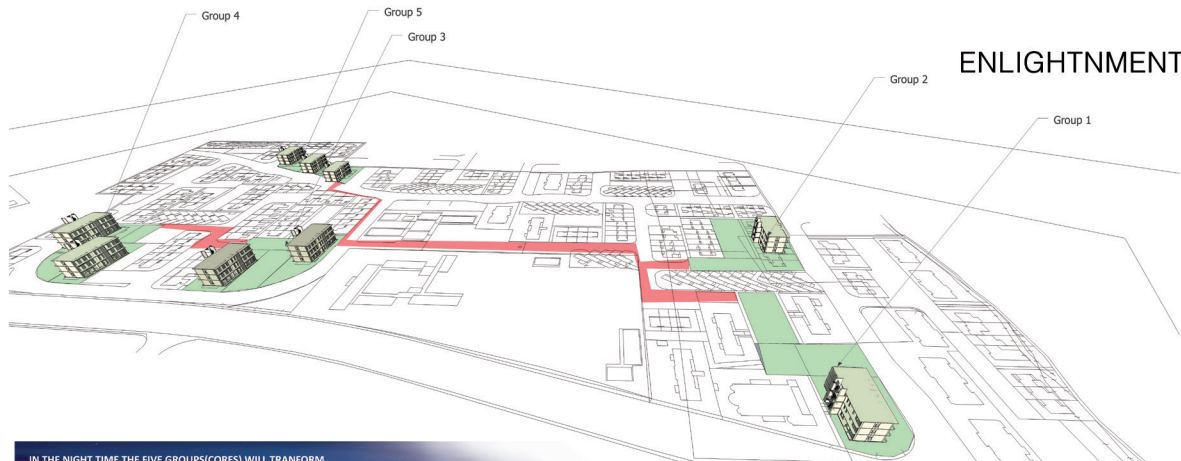 Group 4
Group 5
Group 3
ENLIGHTNMENT
Group 2
Group 1
IN THE NIGHT TIME THE FIVE GROUPS(CORES) WILL TRANFORM